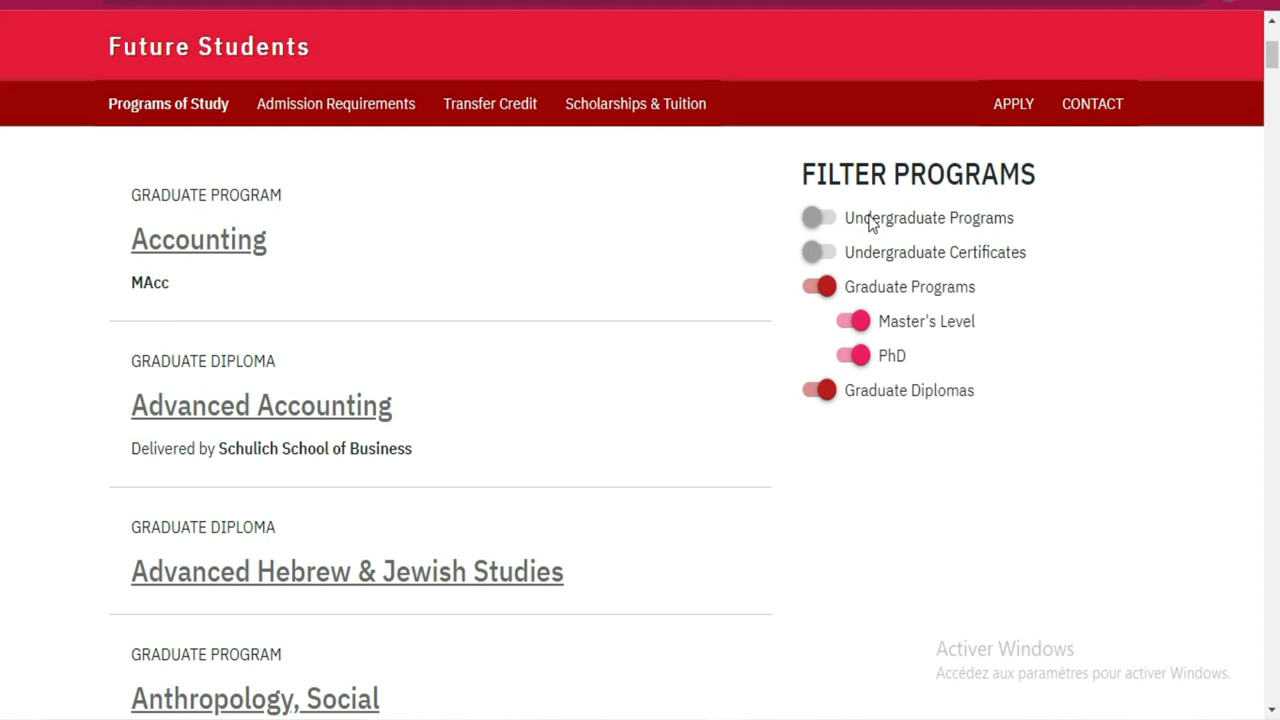 Future Students
Programs of Study Admission Requirements Transfer Credit Scholarships & Tuition APPLY CONTACT
GRADUATE PROGRAM
Accounting
MAcc
GRADUATE DIPLOMA
Advanced Accounting
Delivered by Schulich School of Business
GRADUATE DIPLOMA
Advanced Hebrew & Jewish Studies
GRADUATE PROGRAM
Anthropology, Social
FILTER PROGRAMS
Undergraduate Programs
Undergraduate Certificates
Graduate Programs
Master's Level
PhD
Graduate Diplomas
Activer Windows
Accédez aux paramètres pour activer Windows.